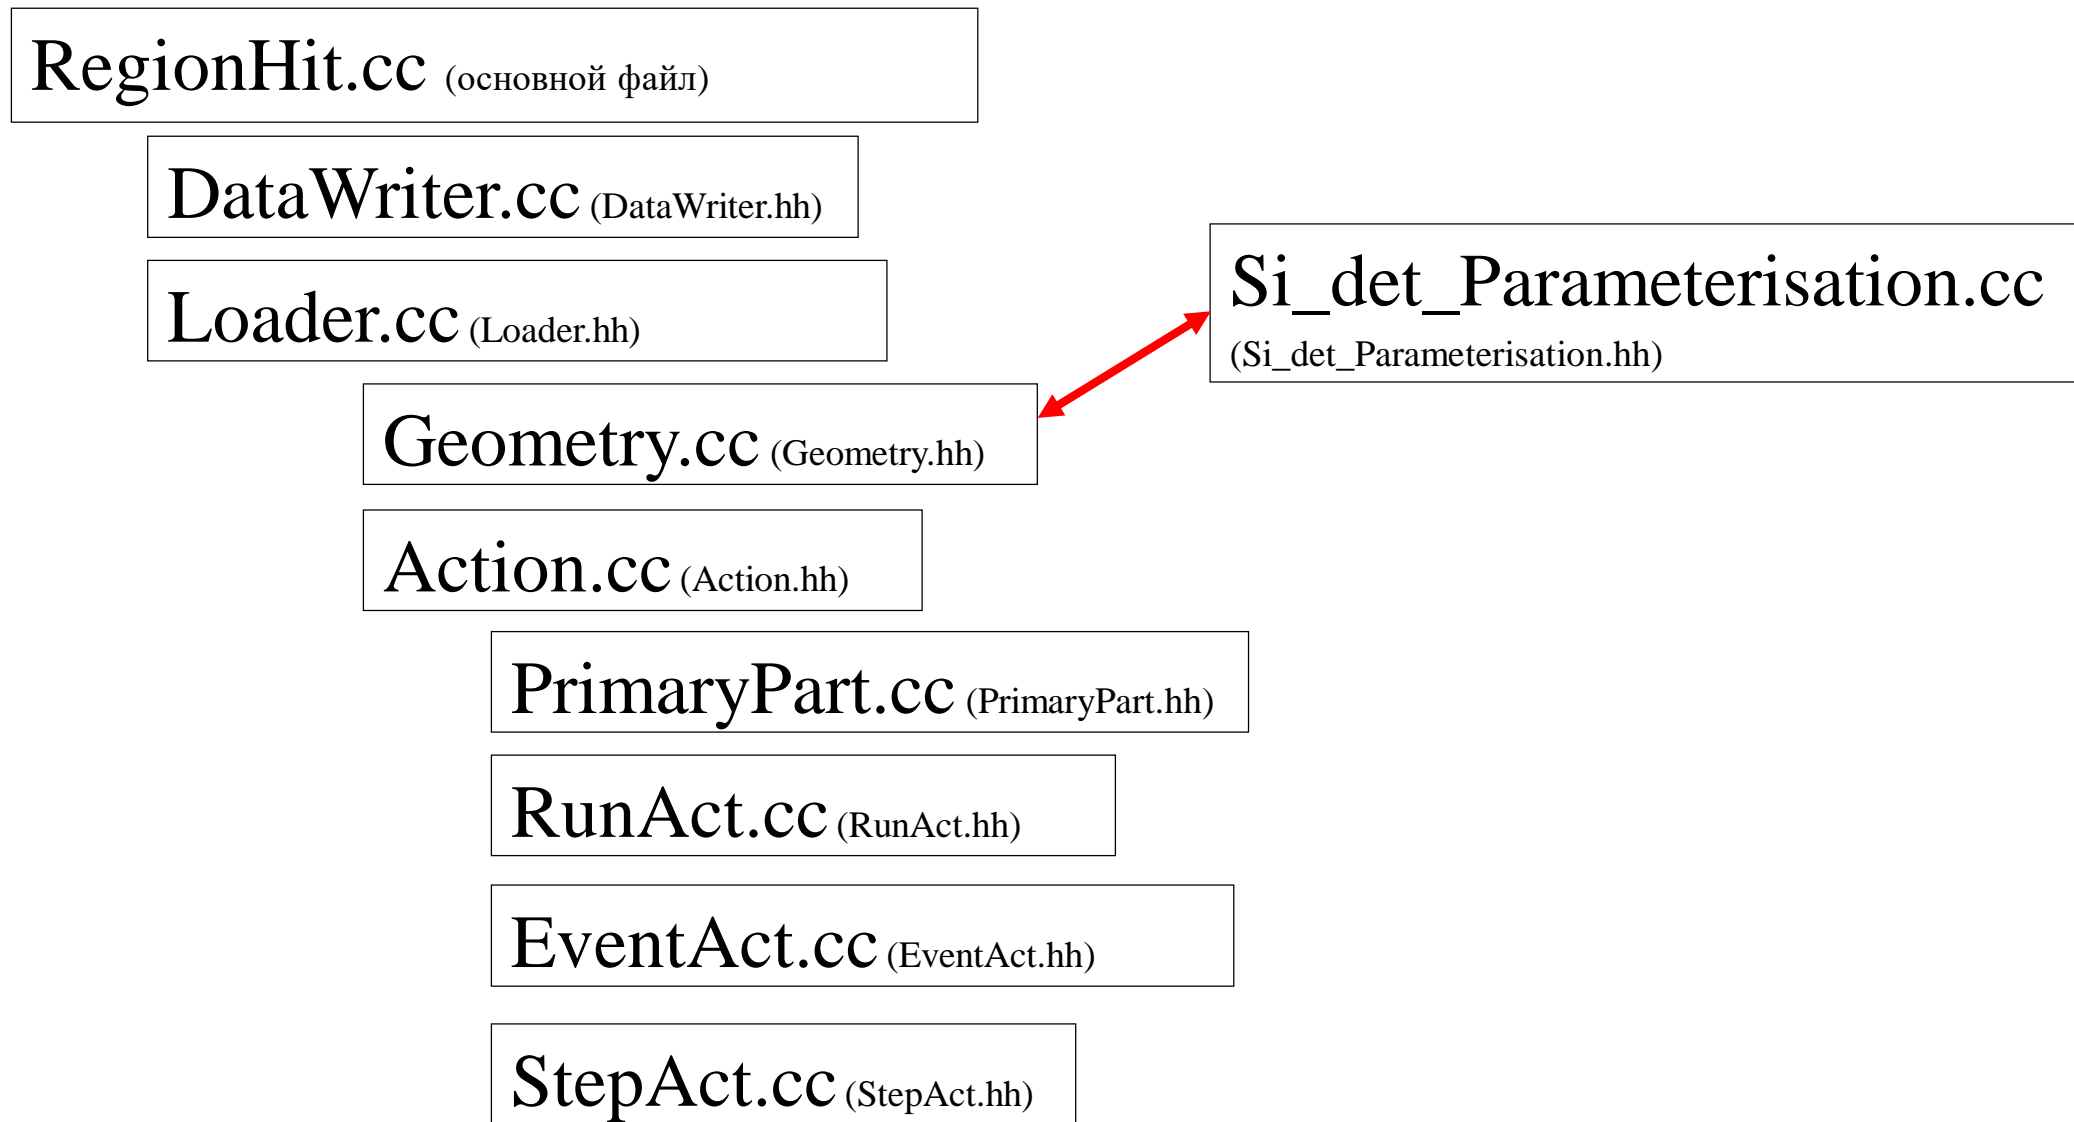 RegionHit.cc (основной файл)
DataWriter.cc (DataWriter.hh)
Loader.cc (Loader.hh)
Si_det_Parameterisation.cc
(Si_det_Parameterisation.hh)
Geometry.cc (Geometry.hh)
Action.cc (Action.hh)
PrimaryPart.cc (PrimaryPart.hh)
RunAct.cc (RunAct.hh)
EventAct.cc (EventAct.hh)
StepAct.cc (StepAct.hh)